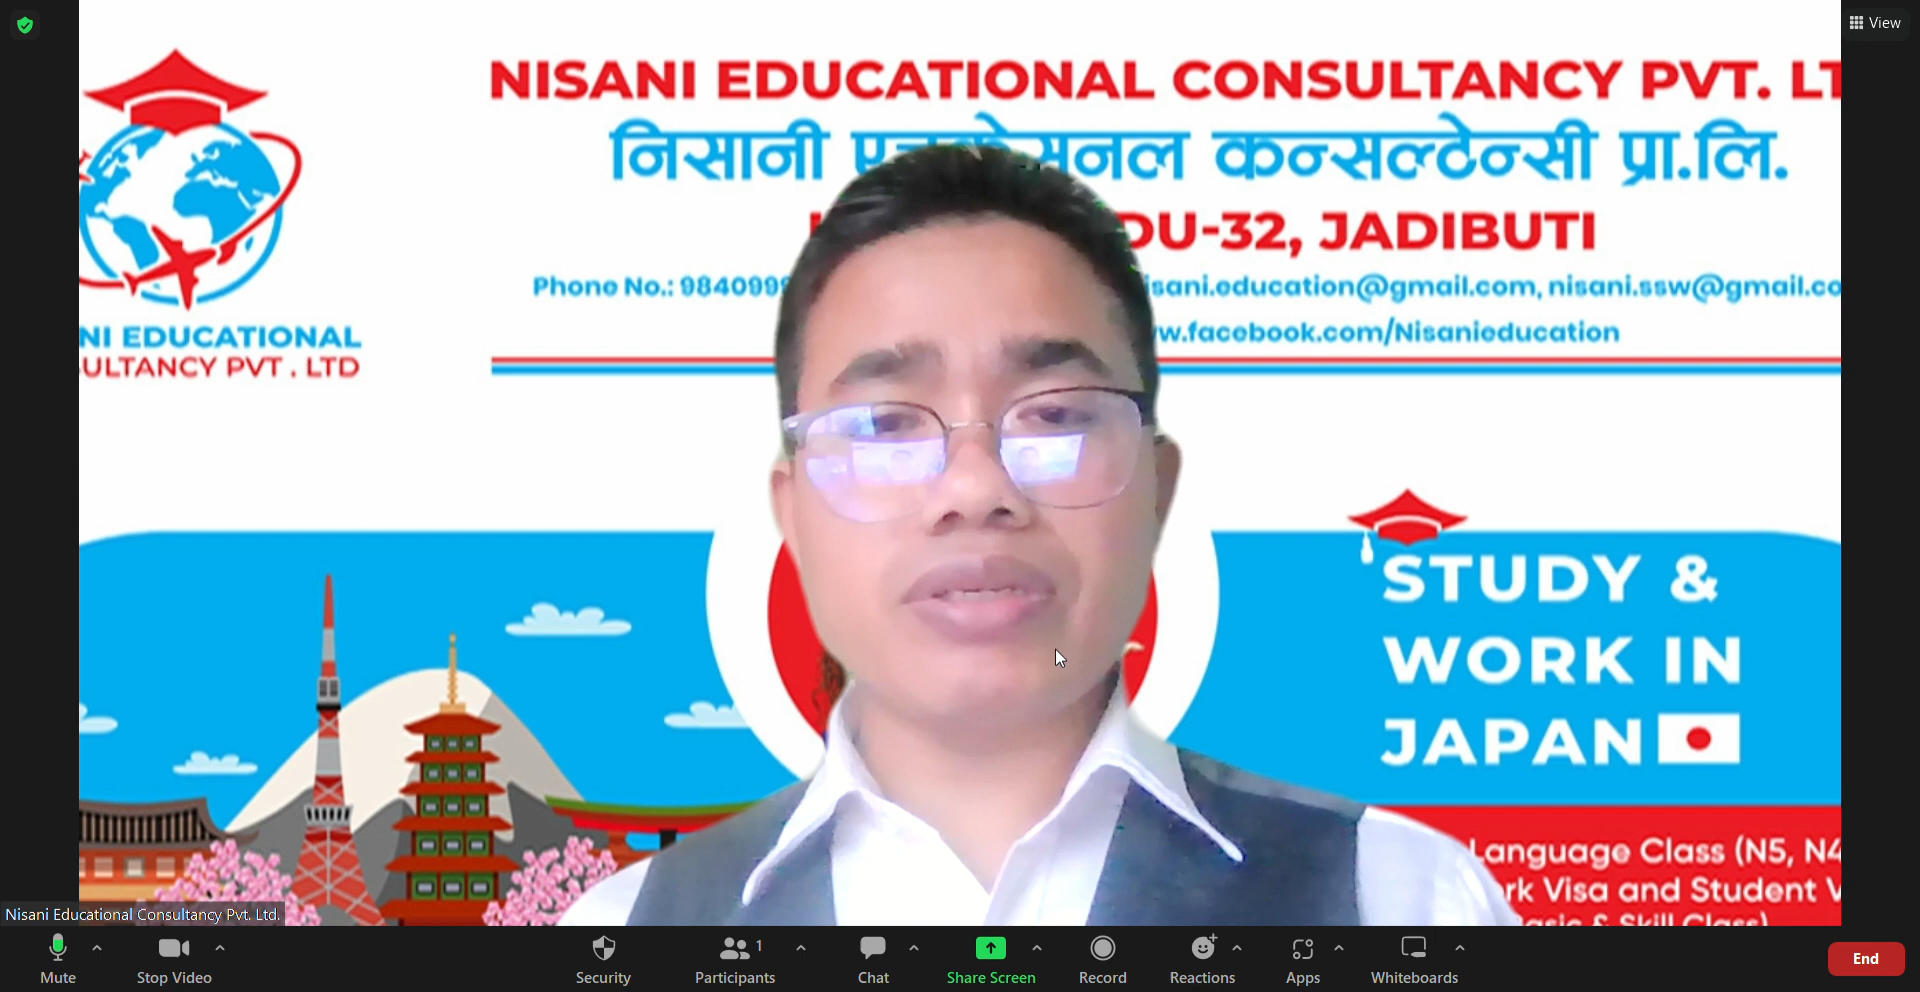 View
NISANI EDUCATIONAL CONSULTANCY PVT. LT
निसानी कन्सल्टेन्सी प्रा.लि.
DU-32, JADIBUTI
Phone No.: 984099 isani.education@gmail.com, nisani.ssw@gmail.co
w.facebook.com/Nisanieducation
NI EDUCATIONAL
ULTANCY PVT . LTD
STUDY &
WORK IN
JAPAN
Language Class (N5, N4
rk Visa and Student V
asic & Skill Class)
Nisani Educational Consultancy Pvt. Ltd.
1
Mute Stop Video Security Participants Chat Share Screen Record Reactions Apps Whiteboards End